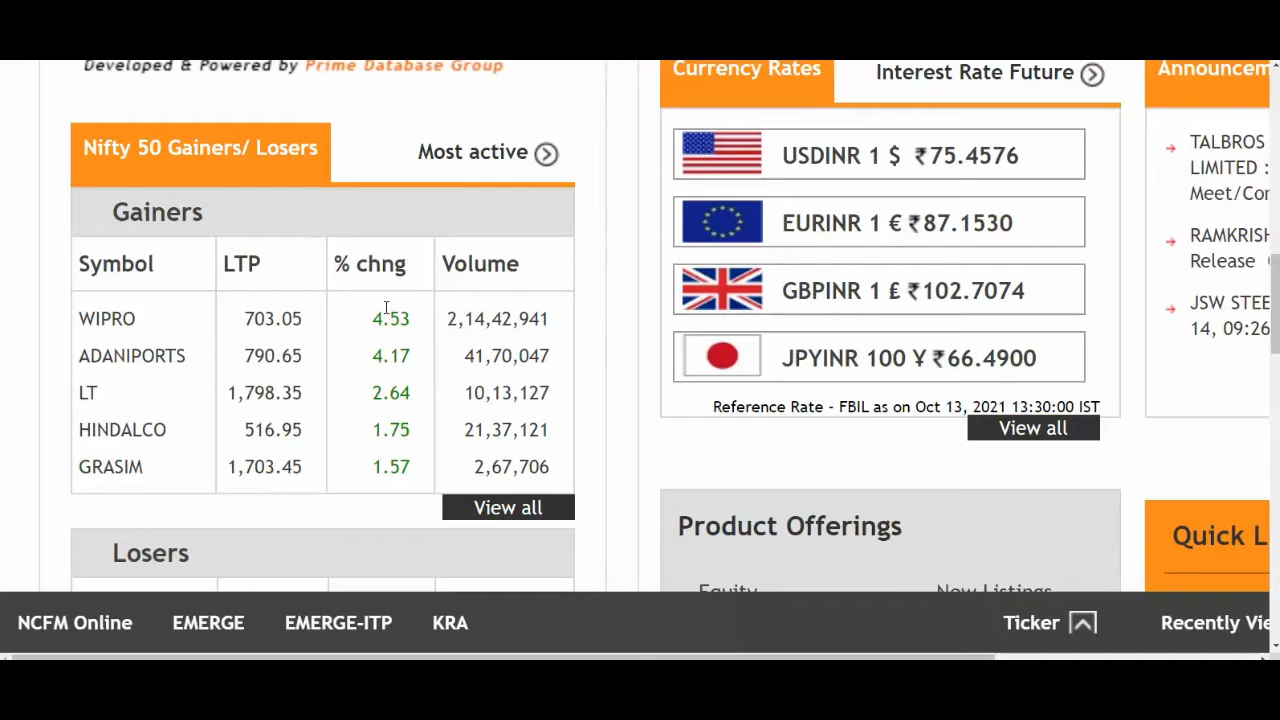 Developed & Powered by Prime Database Group
Nifty 50 Gainers/ Losers
Most active
Gainers
Symbol LTP % chng Volume
WIPRO 703.05 4.53 2,14,42,941
ADANIPORTS 790.65 4.17 41,70,047
LT 1,798.35 2.64 10,13,127
HINDALCO 516.95 1.75 21,37,121
GRASIM 1,703.45 1.57 2,67,706
View all
Losers
Currency Rates
Interest Rate Future
USDINR 1 $ ₹75.4576
EURINR 1 € ₹87.1530
GBPINR 1 £ ₹102.7074
JPYINR 100 ¥ ₹66.4900
Reference Rate - FBIL as on Oct 13, 2021 13:30:00 IST
View all
Product Offerings
Equity
New Listings
Announcem
TALBROS
LIMITED :
Meet/Con
RAMKRISH
Release
JSW STEE
14, 09:26
Quick L
NCFM Online EMERGE EMERGE-ITP KRA Ticker Recently Vie